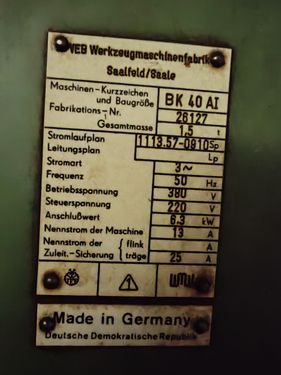 VEB Werkzeugmaschinenfabrik
Saalfeld/Saale
Maschinen-Kurzzeichen und Baugröße BK 40 AI
Fabrikations-Nr. 26127
Gesamtmasse 1,5 t
Stromlaufplan 1113.57-0910 Sp
Leitungsplan Lp
Stromart 3~
Frequenz 50 Hz
Betriebsspannung 380 V
Steuerspannung 220 V
Anschlußwert 6,3 kW
Nennstrom der Maschine 13 A
Nennstrom der flink A
Zuleit.-Sicherung träge 25 A
WMW
Made in Germany
Deutsche Demokratische Republik